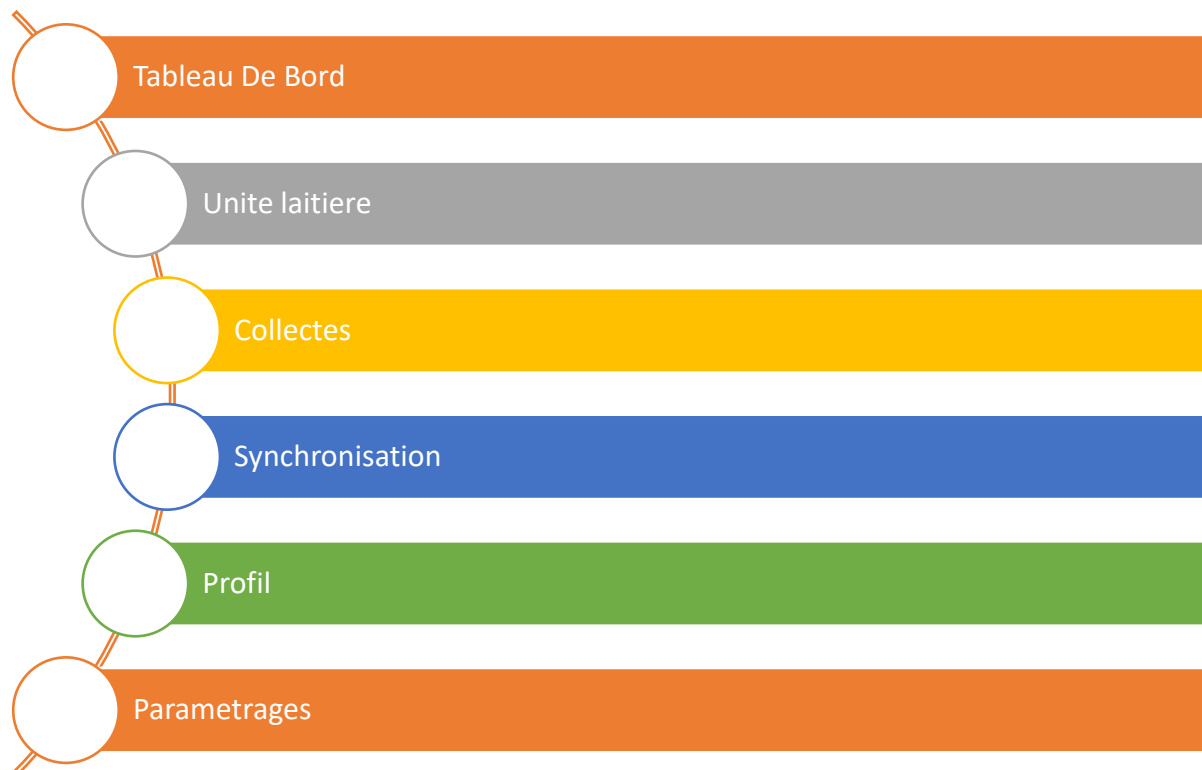 Tableau De Bord
Unite laitiere
Collectes
Synchronisation
Profil
Parametrages